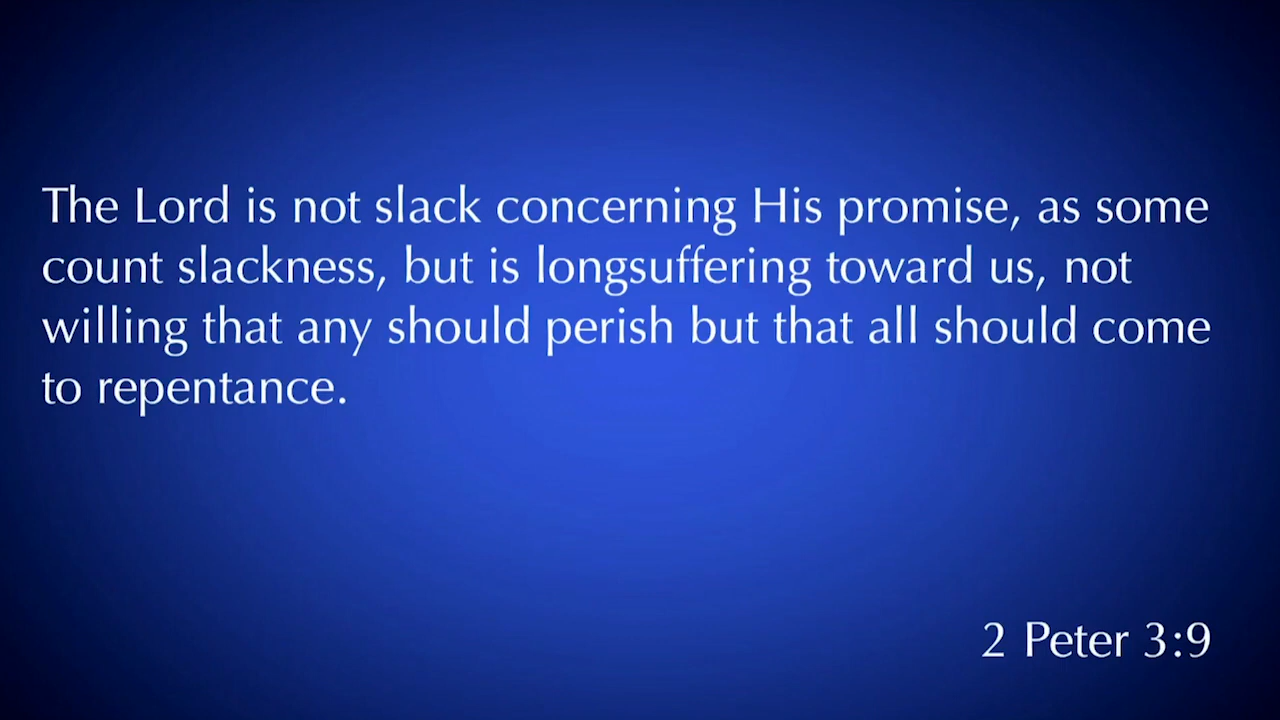 The Lord is not slack concerning His promise, as some
count slackness, but is longsuffering toward us, not
willing that any should perish but that all should come
to repentance.
2 Peter 3:9